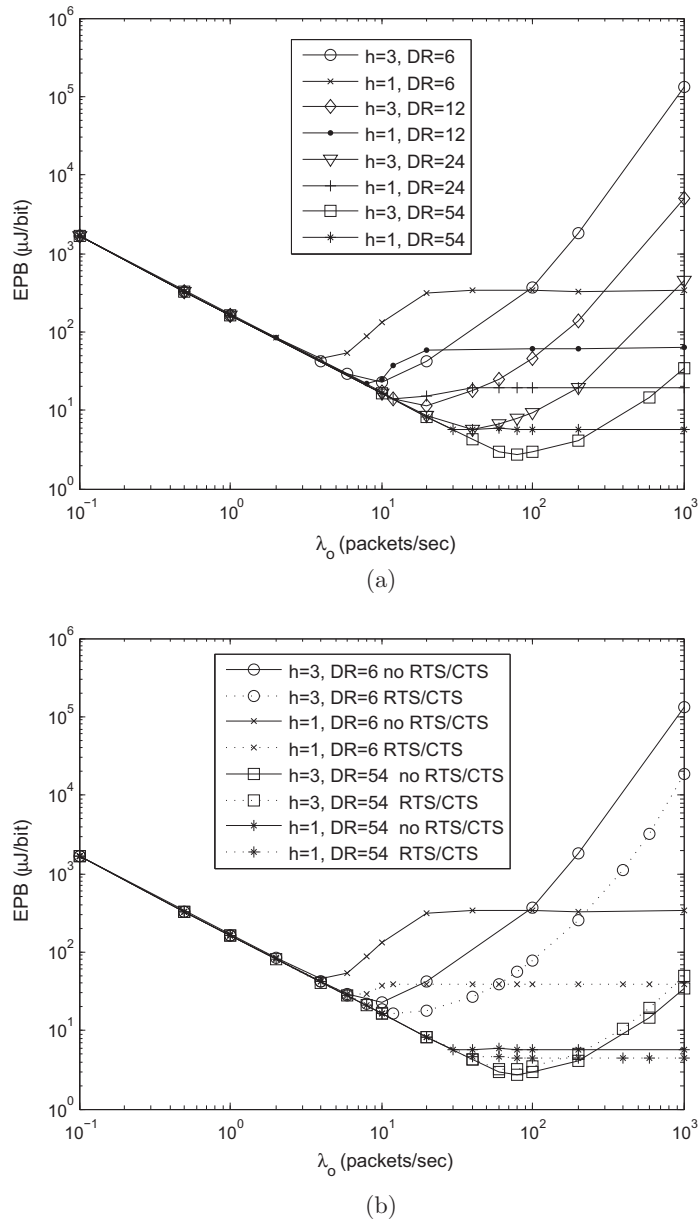 10^6
10^5
10^4
10^3
10^2
10^1
10^0
EPB (μJ/bit)
h=3, DR=6
h=1, DR=6
h=3, DR=12
h=1, DR=12
h=3, DR=24
h=1, DR=24
h=3, DR=54
h=1, DR=54
10^-1 10^0 10^1 10^2 10^3
λ_o (packets/sec)
(a)
10^6
10^5
10^4
10^3
10^2
10^1
10^0
EPB (μJ/bit)
h=3, DR=6 no RTS/CTS
h=3, DR=6 RTS/CTS
h=1, DR=6 no RTS/CTS
h=1, DR=6 RTS/CTS
h=3, DR=54 no RTS/CTS
h=3, DR=54 RTS/CTS
h=1, DR=54 no RTS/CTS
h=1, DR=54 RTS/CTS
10^-1 10^0 10^1 10^2 10^3
λ_o (packets/sec)
(b)